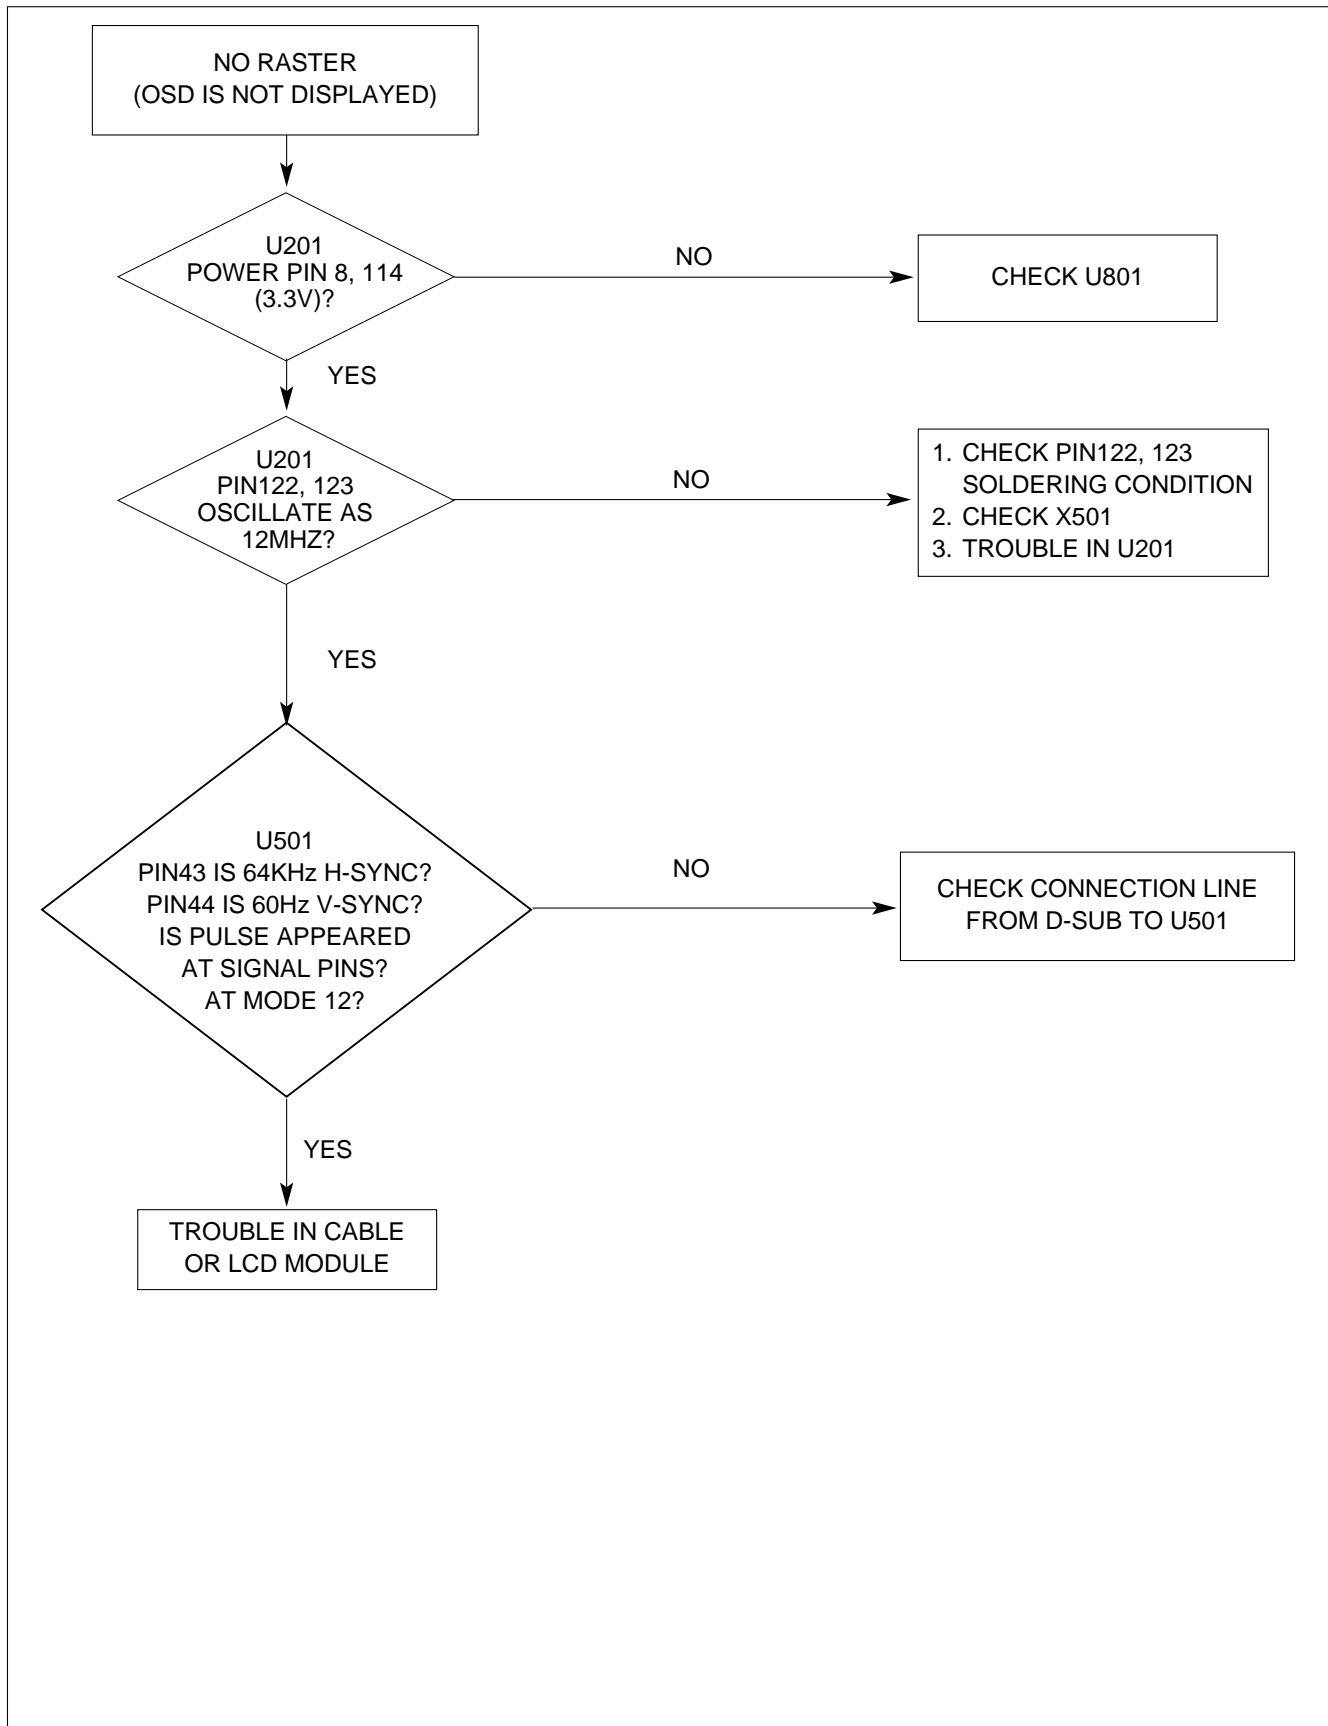 NO RASTER
(OSD IS NOT DISPLAYED)
U201
POWER PIN 8, 114
(3.3V)?
NO
CHECK U801
YES
U201
PIN122, 123
OSCILLATE AS
12MHZ?
NO
1. CHECK PIN122, 123
SOLDERING CONDITION
2. CHECK X501
3. TROUBLE IN U201
YES
U501
PIN43 IS 64KHz H-SYNC?
PIN44 IS 60Hz V-SYNC?
IS PULSE APPEARED
AT SIGNAL PINS?
AT MODE 12?
NO
CHECK CONNECTION LINE
FROM D-SUB TO U501
YES
TROUBLE IN CABLE
OR LCD MODULE